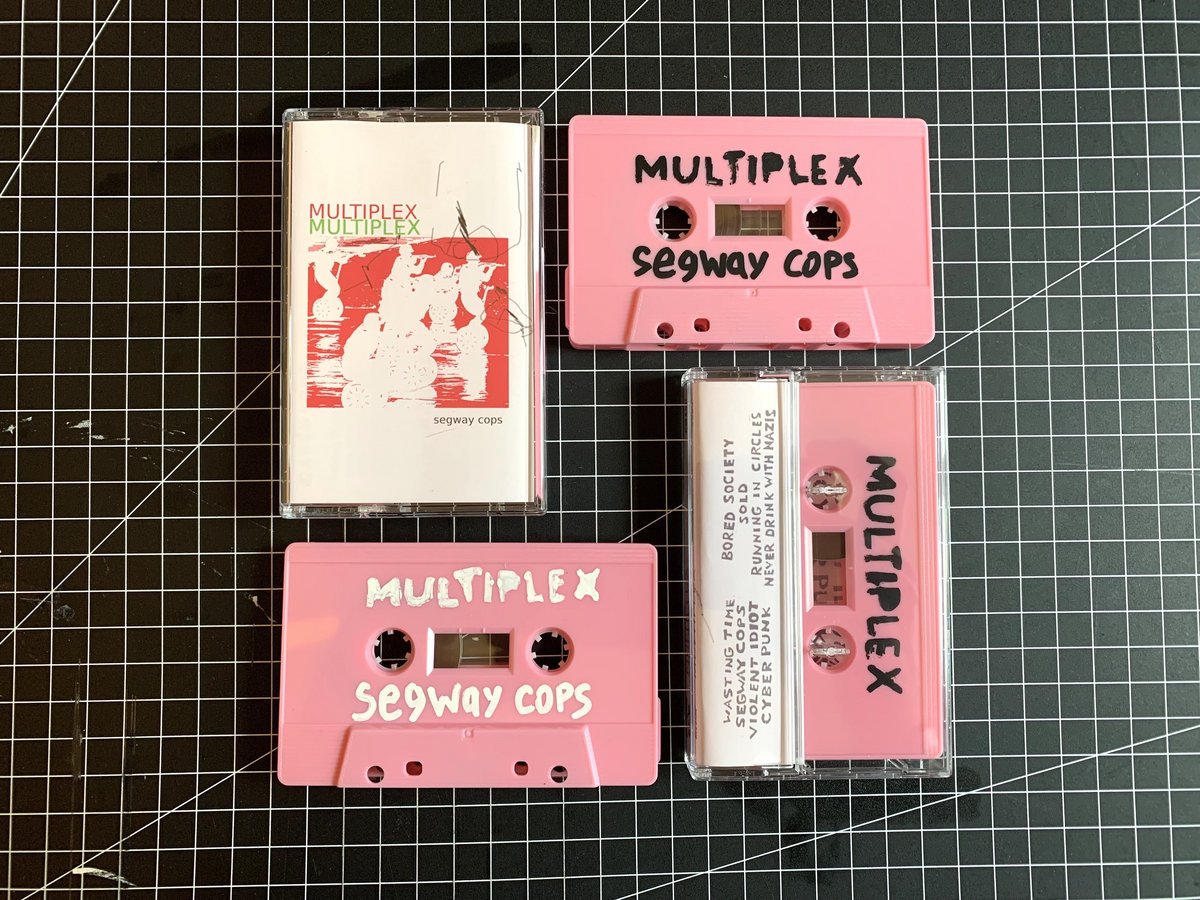 MULTIPLEX
MULTIPLEX
segway cops
MULTIPLEX
segway cops
MULTIPLEX
segway cops
BORED SOCIETY
SOLD
RUNNING IN CIRCLES
NEVER DRINK WITH NAZIS
WASTING TIME
SEGWAY COPS
VIOLENT IDIOT
CYBER PUNK
MULTIPLEX